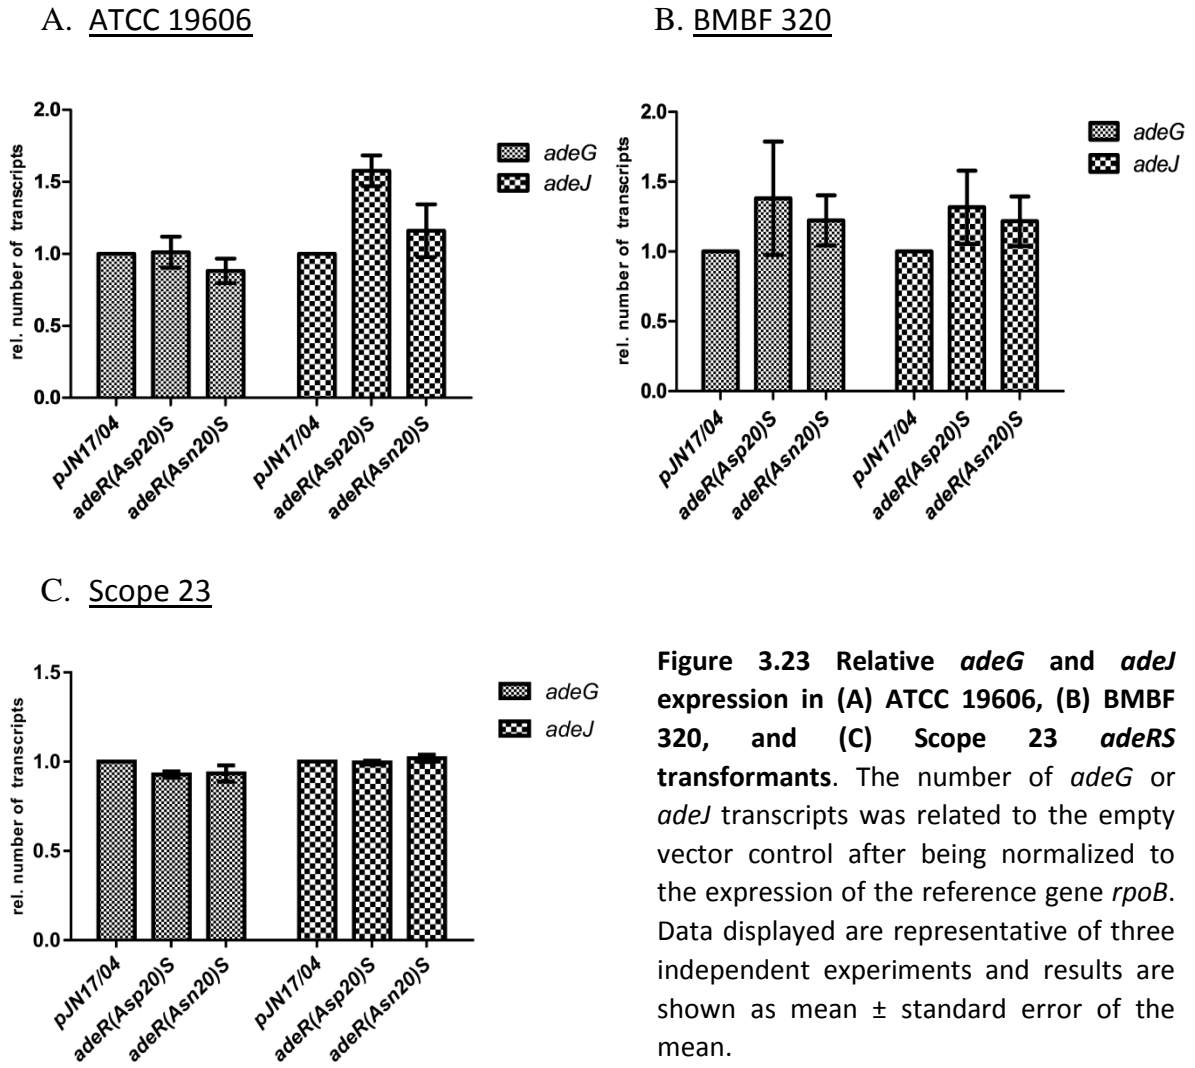 A. ATCC 19606
2.0
1.5
1.0
0.5
0.0
rel. number of transcripts
adeG
adeJ
pJN17/04
adeR(Asp20)S
adeR(Asn20)S
pJN17/04
adeR(Asp20)S
adeR(Asn20)S
B. BMBF 320
2.0
1.5
1.0
0.5
0.0
rel. number of transcripts
adeG
adeJ
pJN17/04
adeR(Asp20)S
adeR(Asn20)S
pJN17/04
adeR(Asp20)S
adeR(Asn20)S
C. Scope 23
1.5
1.0
0.5
0.0
rel. number of transcripts
adeG
adeJ
pJN17/04
adeR(Asp20)S
adeR(Asn20)S
pJN17/04
adeR(Asp20)S
adeR(Asn20)S
Figure 3.23 Relative adeG and adeJ
expression in (A) ATCC 19606, (B) BMBF
320, and (C) Scope 23 adeRS
transformants. The number of adeG or
adeJ transcripts was related to the empty
vector control after being normalized to
the expression of the reference gene rpoB.
Data displayed are representative of three
independent experiments and results are
shown as mean ± standard error of the
mean.